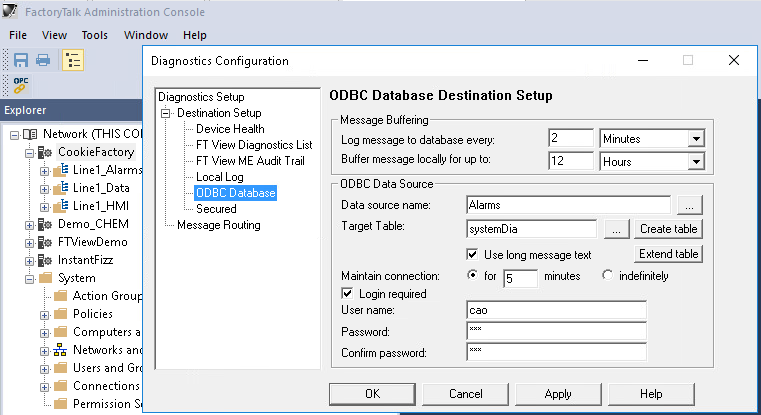 FactoryTalk Administration Console
File View Tools Window Help
OPC
Explorer
Network (THIS CO
CookieFactory
Line1_Alarms
Line1_Data
Line1_HMI
Demo_CHEM
FTViewDemo
InstantFizz
System
Action Group
Policies
Computers a
Networks and
Users and Gro
Connections
Permission Se
Diagnostics Configuration
Diagnostics Setup
Destination Setup
Device Health
FT View Diagnostics List
FT View ME Audit Trail
Local Log
ODBC Database
Secured
Message Routing
ODBC Database Destination Setup
Message Buffering
Log message to database every: 2 Minutes
Buffer message locally for up to: 12 Hours
ODBC Data Source
Data source name: Alarms ...
Target Table: systemDia ... Create table
Use long message text Extend table
Maintain connection: for 5 minutes indefinitely
Login required
User name: cao
Password: ***
Confirm password: ***
OK Cancel Apply Help